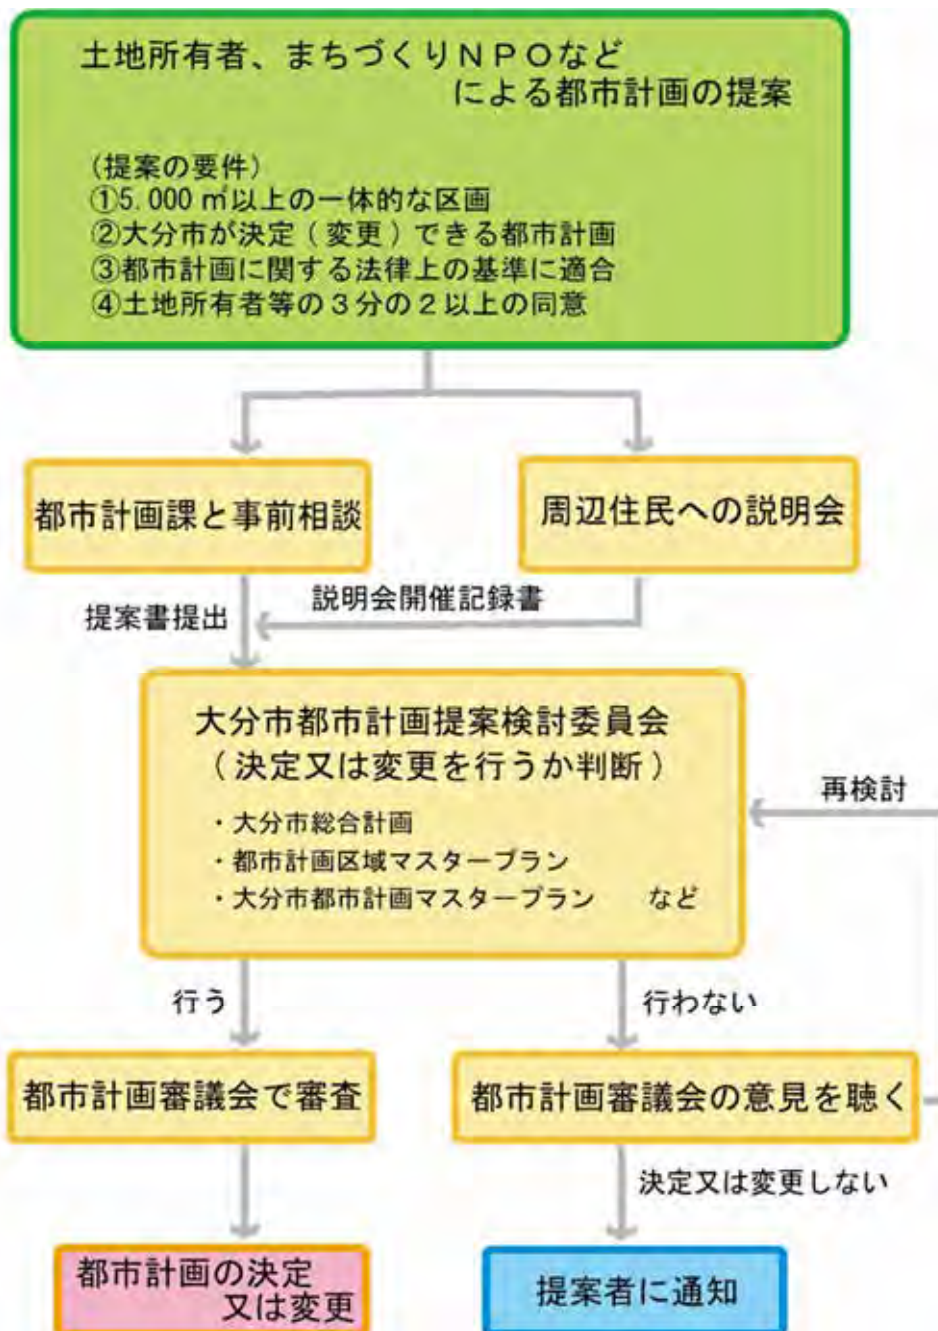 土地所有者、まちづくりNPOなど
による都市計画の提案
(提案の要件)
①5.000㎡以上の一体的な区画
②大分市が決定(変更)できる都市計画
③都市計画に関する法律上の基準に適合
④土地所有者等の3分の2以上の同意
都市計画課と事前相談
周辺住民への説明会
提案書提出
説明会開催記録書
大分市都市計画提案検討委員会
(決定又は変更を行うか判断)
・大分市総合計画
・都市計画区域マスタープラン
・大分市都市計画マスタープラン など
再検討
行う
行わない
都市計画審議会で審査
都市計画審議会の意見を聴く
決定又は変更しない
都市計画の決定
又は変更
提案者に通知